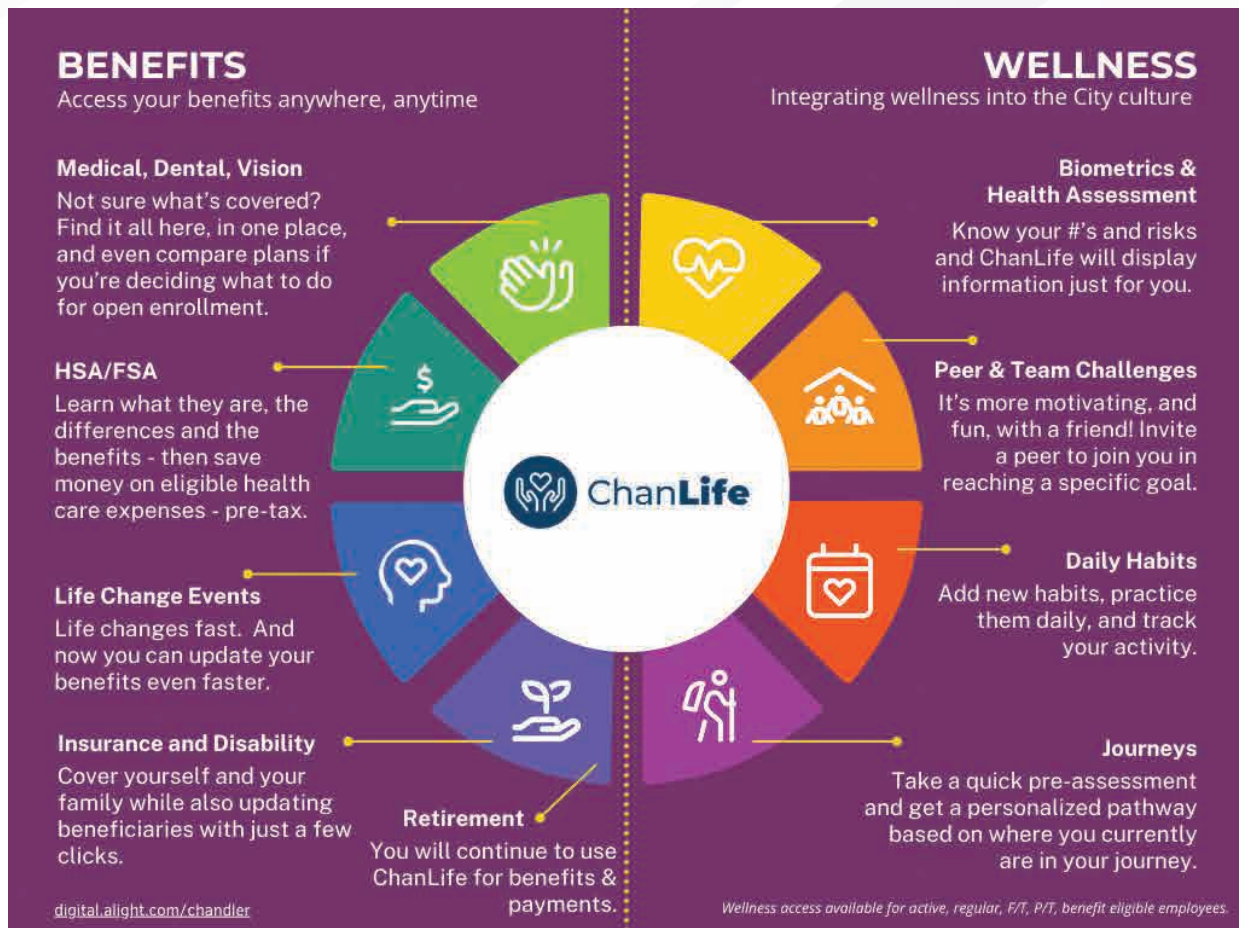 BENEFITS
Access your benefits anywhere, anytime
Medical, Dental, Vision
Not sure what's covered?
Find it all here, in one place,
and even compare plans if
you're deciding what to do
for open enrollment.
HSA/FSA
Learn what they are, the
differences and the
benefits - then save
money on eligible health
care expenses - pre-tax.
Life Change Events
Life changes fast.  And
now you can update your
benefits even faster.
Insurance and Disability
Cover yourself and your
family while also updating
beneficiaries with just a few
clicks.
Retirement
You will continue to use
ChanLife for benefits &
payments.
digital.alight.com/chandler
$
ChanLife
WELLNESS
Integrating wellness into the City culture
Biometrics &
Health Assessment
Know your #'s and risks
and ChanLife will display
information just for you.
Peer & Team Challenges
It's more motivating, and
fun, with a friend! Invite
a peer to join you in
reaching a specific goal.
Daily Habits
Add new habits, practice
them daily, and track
your activity.
Journeys
Take a quick pre-assessment
and get a personalized pathway
based on where you currently
are in your journey.
Wellness access available for active, regular, F/T, P/T, benefit eligible employees.